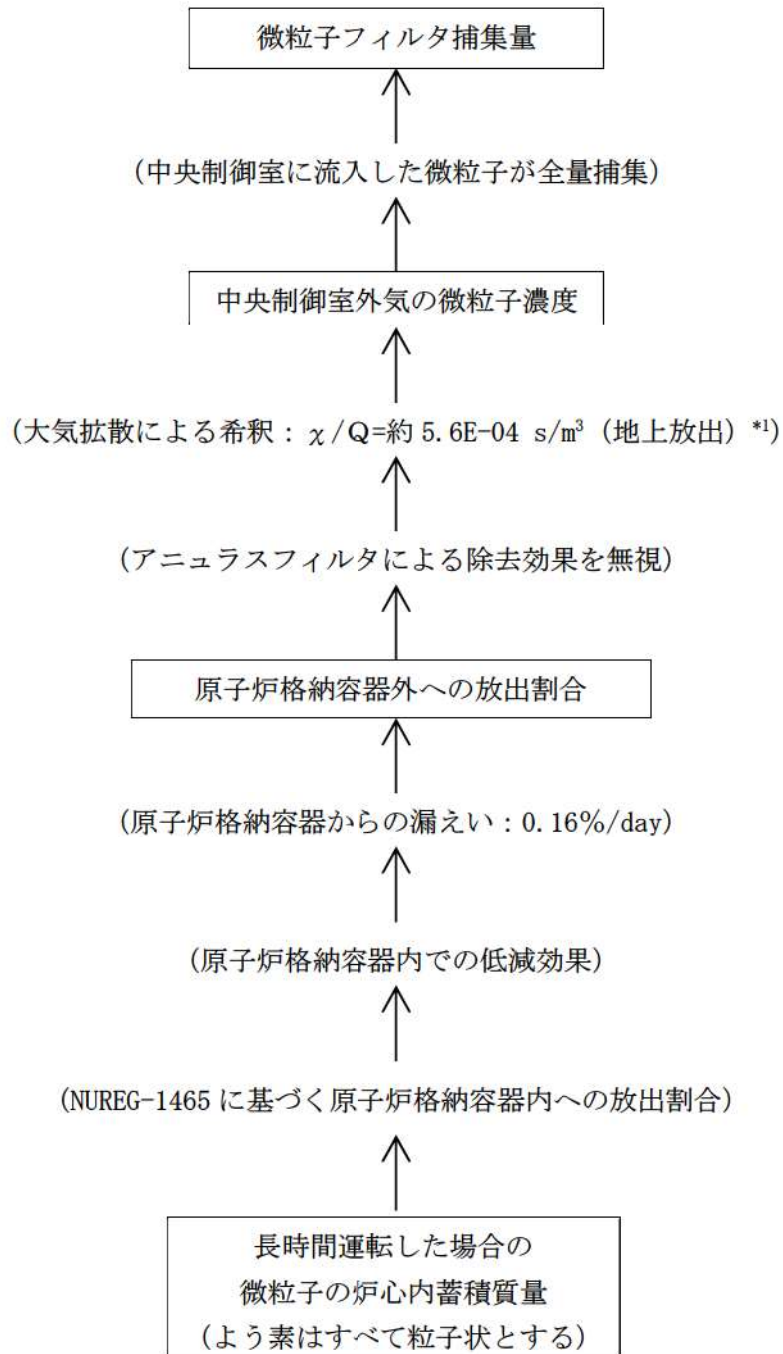 微粒子フィルタ捕集量
(中央制御室に流入した微粒子が全量捕集)
中央制御室外気の微粒子濃度
(大気拡散による希釈：χ/Q=約 5.6E-04 s/m³（地上放出）*1)
(アニュラスフィルタによる除去効果を無視)
原子炉格納容器外への放出割合
(原子炉格納容器からの漏えい：0.16%/day)
(原子炉格納容器内での低減効果)
(NUREG-1465 に基づく原子炉格納容器内への放出割合)
長時間運転した場合の
微粒子の炉心内蓄積質量
(よう素はすべて粒子状とする)